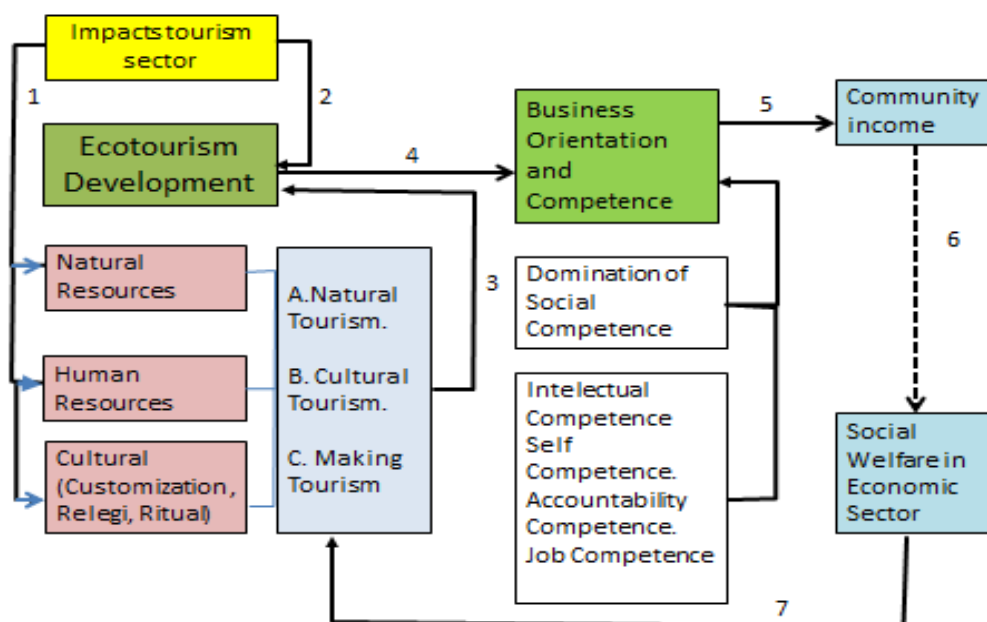 Impacts tourism
sector
1
2
Ecotourism
Development
4
Business
Orientation
and
Competence
5
Community
income
6
Natural
Resources
A.Natural
Tourism.
B. Cultural
Tourism.
C. Making
Tourism
3
Domination of
Social
Competence
Human
Resources
Intelectual
Competence
Self
Competence.
Accountability
Competence.
Job Competence
Cultural
(Customization,
Relegi, Ritual)
Social
Welfare in
Economic
Sector
7